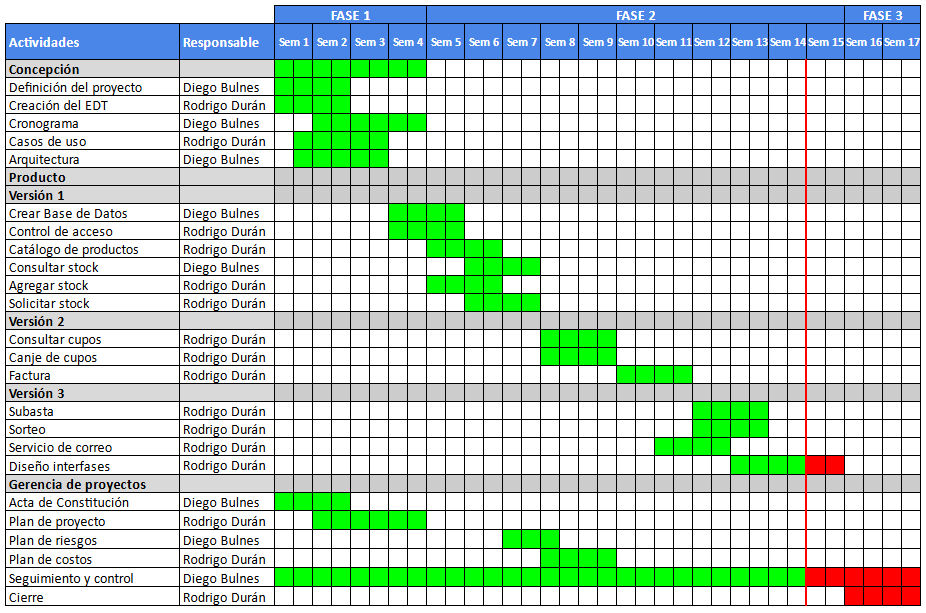 FASE 1 FASE 2 FASE 3
Actividades Responsable Sem 1 Sem 2 Sem 3 Sem 4 Sem 5 Sem 6 Sem 7 Sem 8 Sem 9 Sem 10 Sem 11 Sem 12 Sem 13 Sem 14 Sem 15 Sem 16 Sem 17
Concepción
Definición del proyecto Diego Bulnes
Creación del EDT Rodrigo Durán
Cronograma Diego Bulnes
Casos de uso Rodrigo Durán
Arquitectura Diego Bulnes
Producto
Versión 1
Crear Base de Datos Diego Bulnes
Control de acceso Rodrigo Durán
Catálogo de productos Rodrigo Durán
Consultar stock Diego Bulnes
Agregar stock Rodrigo Durán
Solicitar stock Rodrigo Durán
Versión 2
Consultar cupos Rodrigo Durán
Canje de cupos Rodrigo Durán
Factura Rodrigo Durán
Versión 3
Subasta Rodrigo Durán
Sorteo Rodrigo Durán
Servicio de correo Rodrigo Durán
Diseño interfases Rodrigo Durán
Gerencia de proyectos
Acta de Constitución Diego Bulnes
Plan de proyecto Rodrigo Durán
Plan de riesgos Diego Bulnes
Plan de costos Rodrigo Durán
Seguimiento y control Diego Bulnes
Cierre Rodrigo Durán